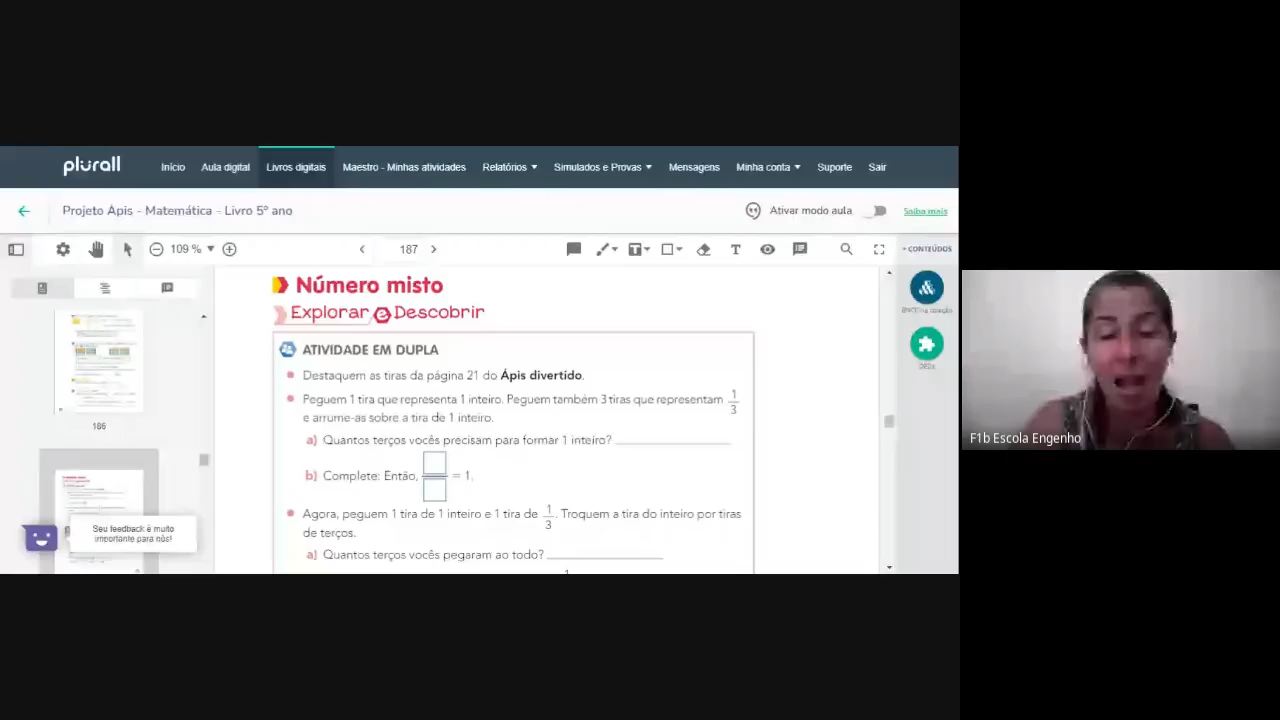 plurall
Início Aula digital Livros digitais Maestro - Minhas atividades Relatórios Simulados e Provas Mensagens Minha conta Suporte Sair
Projeto Ápis - Matemática - Livro 5º ano
Ativar modo aula
Saiba mais
109 %
187
+ CONTEÚDOS
Número misto
Explorar e Descobrir
ATIVIDADE EM DUPLA
Destaquem as tiras da página 21 do Ápis divertido.
Peguem 1 tira que representa 1 inteiro. Peguem também 3 tiras que representam 1/3
e arrume-as sobre a tira de 1 inteiro.
a) Quantos terços vocês precisam para formar 1 inteiro?
b) Complete: Então, = 1.
Agora, peguem 1 tira de 1 inteiro e 1 tira de 1/3. Troquem a tira do inteiro por tiras
de terços.
a) Quantos terços vocês pegaram ao todo?
1
186
Seu feedback é muito
importante para nós!
F1b Escola Engenho